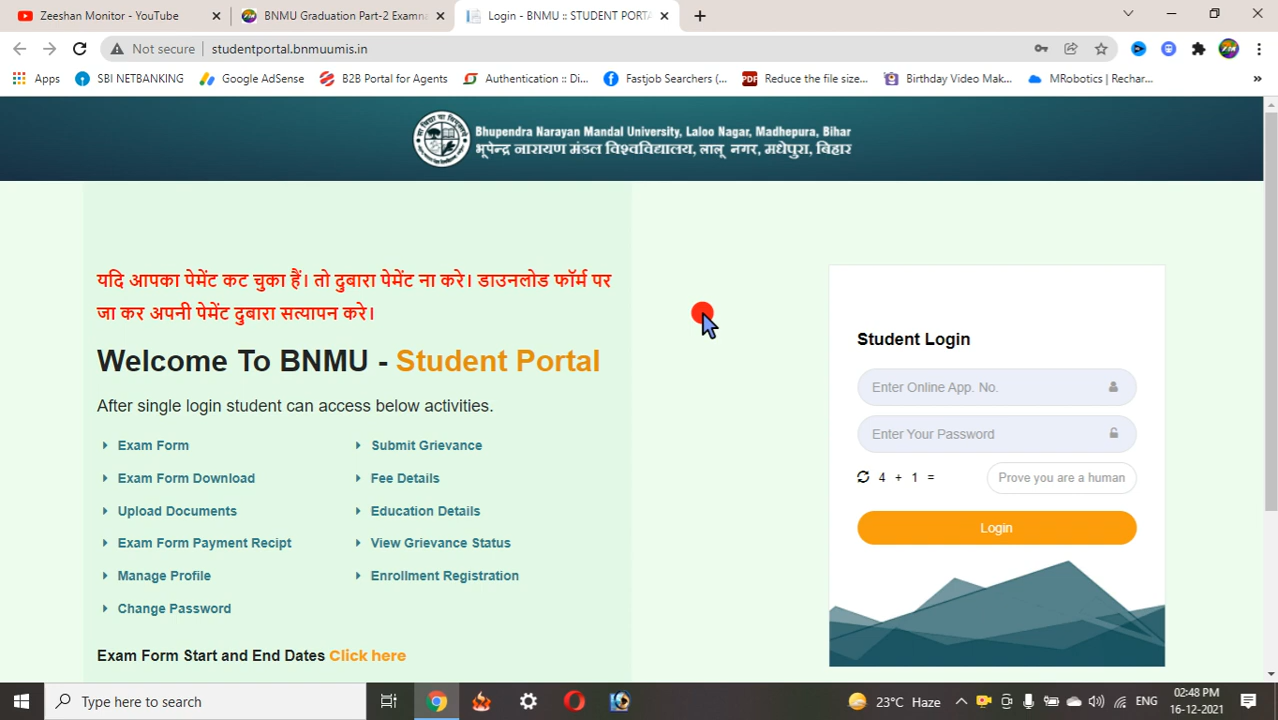 Zeeshan Monitor - YouTube
BNMU Graduation Part-2 Examna
Login - BNMU :: STUDENT PORTA
Not secure studentportal.bnmuumis.in
Apps SBI NETBANKING Google AdSense B2B Portal for Agents Authentication :: Di... Fastjob Searchers (... PDF Reduce the file size... Birthday Video Mak... MRobotics | Rechar... »
Bhupendra Narayan Mandal University, Laloo Nagar, Madhepura, Bihar
भूपेन्द्र नारायण मंडल विश्वविद्यालय, लालू नगर, मधेपुरा, बिहार
यदि आपका पेमेंट कट चुका हैं। तो दुबारा पेमेंट ना करे। डाउनलोड फॉर्म पर
जा कर अपनी पेमेंट दुबारा सत्यापन करे।
Welcome To BNMU - Student Portal
After single login student can access below activities.
Exam Form
Exam Form Download
Upload Documents
Exam Form Payment Recipt
Manage Profile
Change Password
Submit Grievance
Fee Details
Education Details
View Grievance Status
Enrollment Registration
Exam Form Start and End Dates Click here
Student Login
Enter Online App. No.
Enter Your Password
4 + 1 = Prove you are a human
Login
Type here to search
23°C Haze
ENG
02:48 PM
16-12-2021